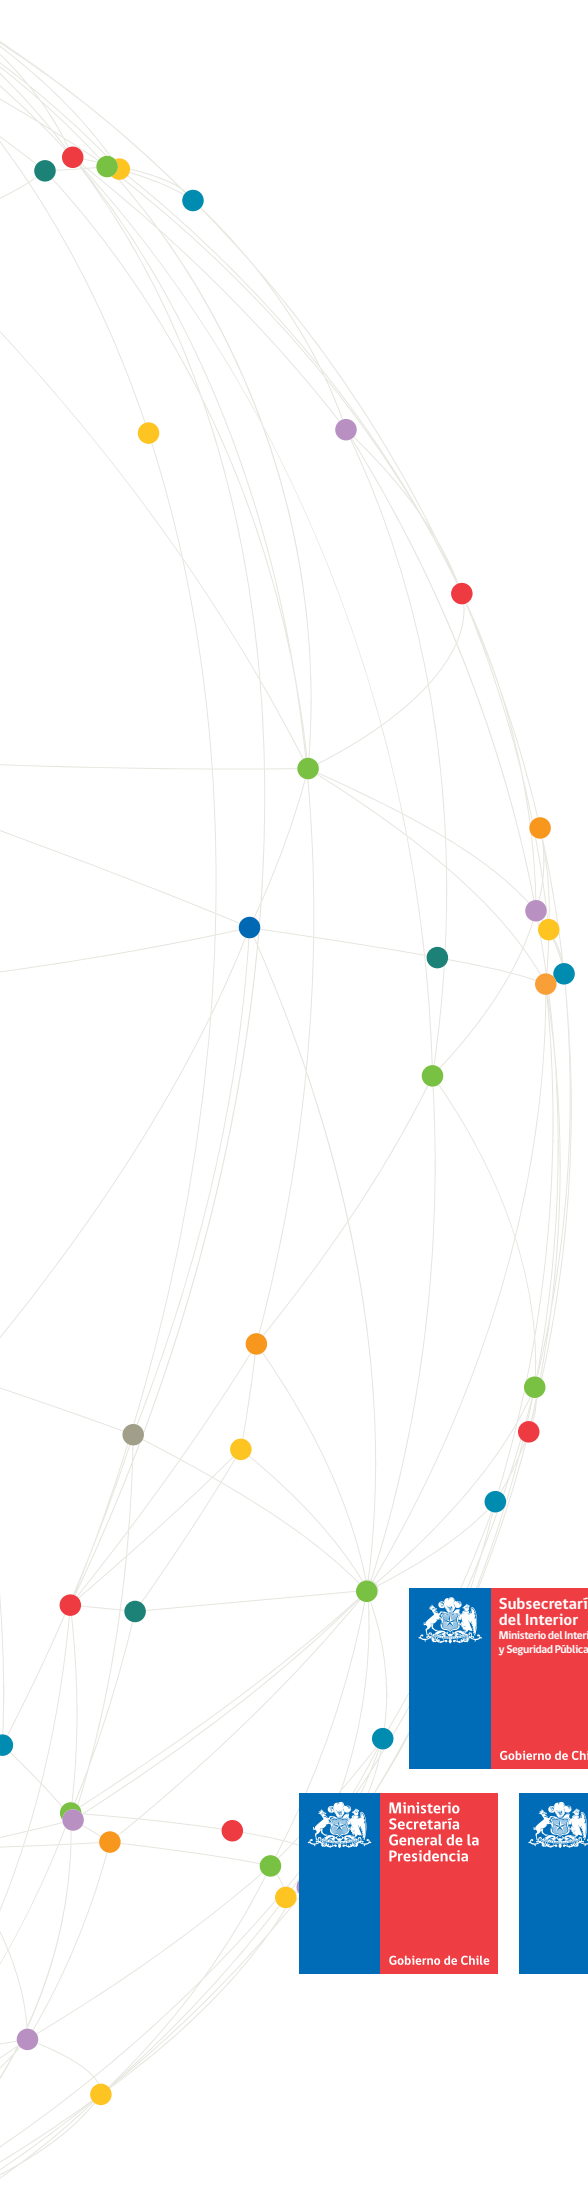 Subsecretarí
del Interior
Ministerio del Interi
y Seguridad Pública
Gobierno de Chi
Ministerio
Secretaría
General de la
Presidencia
Gobierno de Chile